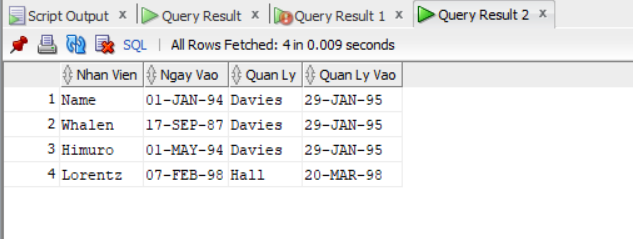 Script Output x Query Result x Query Result 1 x Query Result 2 x
SQL | All Rows Fetched: 4 in 0.009 seconds
Nhan Vien Ngay Vao Quan Ly Quan Ly Vao
1 Name 01-JAN-94 Davies 29-JAN-95
2 Whalen 17-SEP-87 Davies 29-JAN-95
3 Himuro 01-MAY-94 Davies 29-JAN-95
4 Lorentz 07-FEB-98 Hall 20-MAR-98